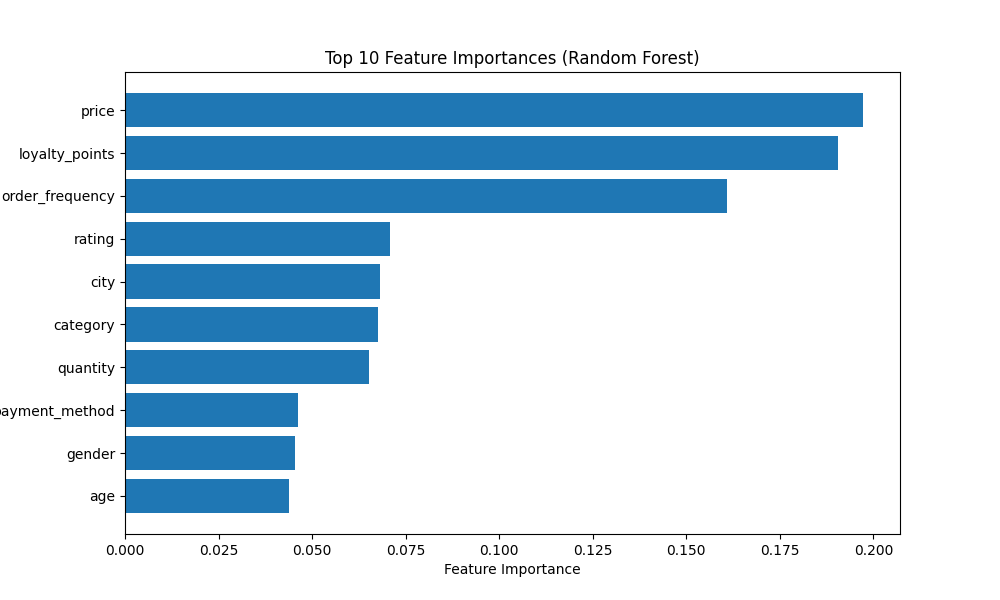 Top 10 Feature Importances (Random Forest)
price
loyalty_points
order_frequency
rating
city
category
quantity
payment_method
gender
age
0.000 0.025 0.050 0.075 0.100 0.125 0.150 0.175 0.200
Feature Importance